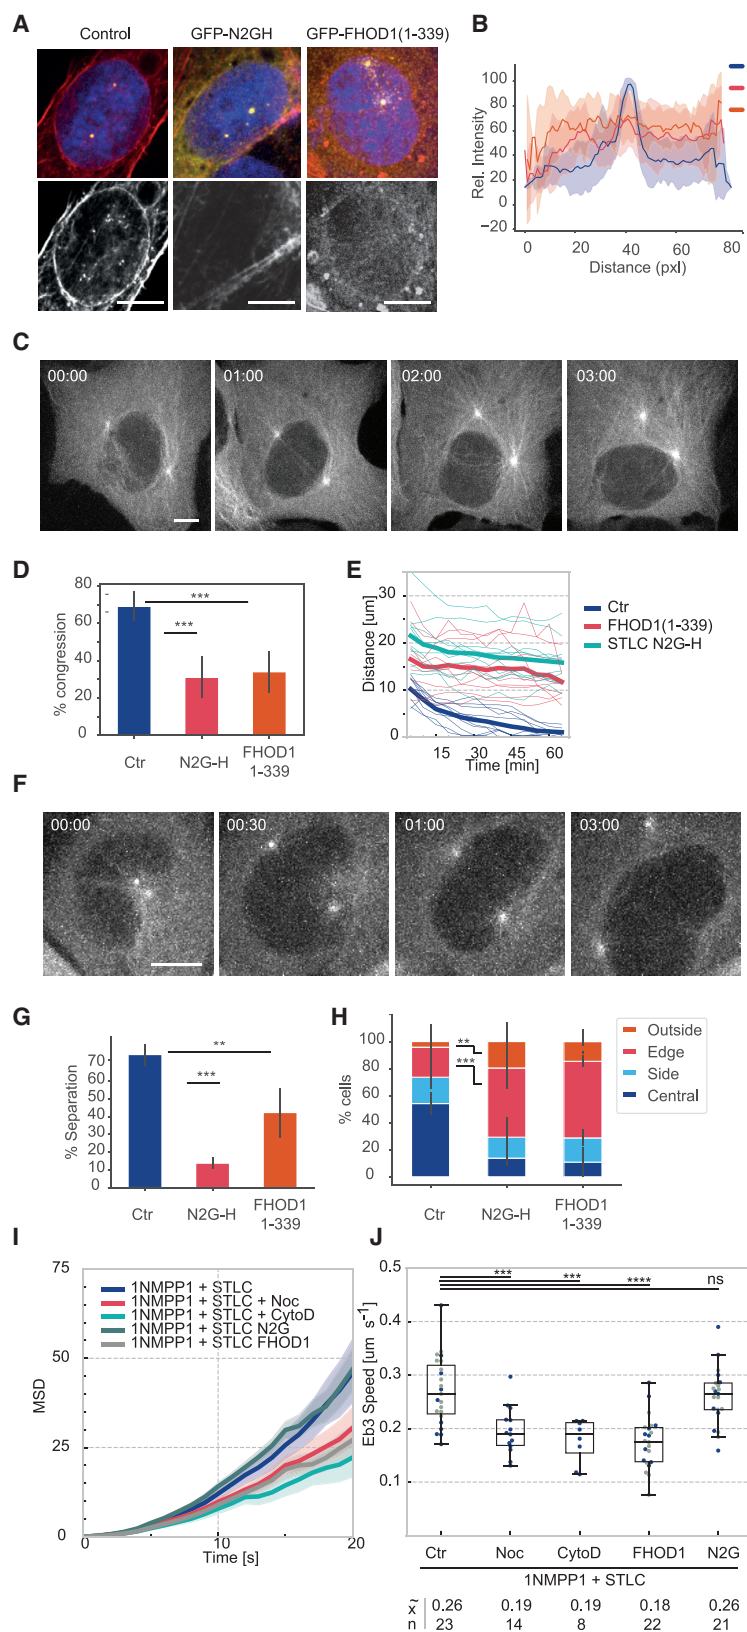 A
Control
GFP-N2GH
GFP-FHOD1(1-339)
B
Rel. Intensity
100
80
60
40
20
0
−20
0
20
40
60
80
Distance (pxl)
C
00:00
01:00
02:00
03:00
D
% congression
80
60
40
20
0
***
***
Ctr
N2G-H
FHOD1
1-339
E
Distance [um]
30
20
10
0
15
30
45
60
Time [min]
Ctr
FHOD1(1-339)
STLC N2G-H
F
00:00
00:30
01:00
03:00
G
% Separation
70
60
50
40
30
20
10
0
**
***
Ctr
N2G-H
FHOD1
1-339
H
% cells
100
80
60
40
20
0
**
***
Ctr
N2G-H
FHOD1
1-339
Outside
Edge
Side
Central
I
MSD
75
50
25
0
0
10
20
Time [s]
1NMPP1 + STLC
1NMPP1 + STLC + Noc
1NMPP1 + STLC + CytoD
1NMPP1 + STLC N2G
1NMPP1 + STLC FHOD1
J
Eb3 Speed [um s⁻¹]
0.5
0.4
0.3
0.2
0.1
***
***
****
ns
Ctr Noc CytoD FHOD1 N2G
1NMPP1 + STLC
x̃ 0.26 0.19 0.19 0.18 0.26
n 23 14 8 22 21